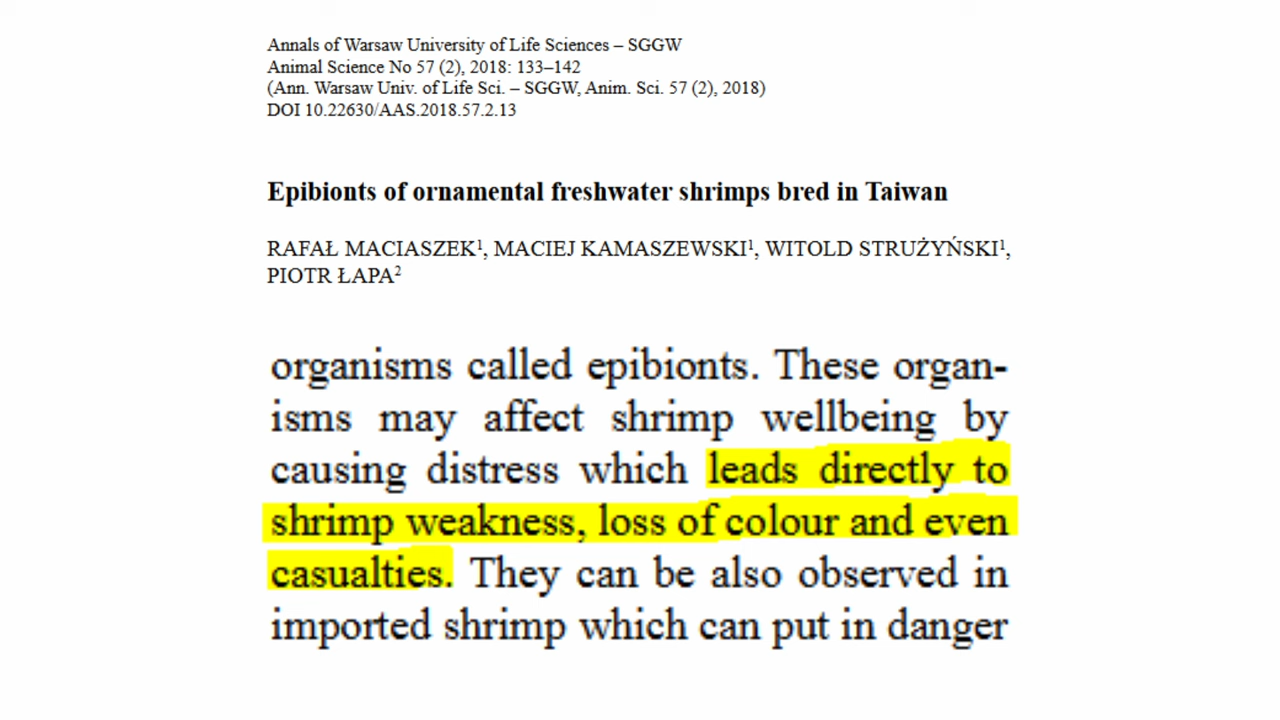 Annals of Warsaw University of Life Sciences – SGGW
Animal Science No 57 (2), 2018: 133–142
(Ann. Warsaw Univ. of Life Sci. – SGGW, Anim. Sci. 57 (2), 2018)
DOI 10.22630/AAS.2018.57.2.13
Epibionts of ornamental freshwater shrimps bred in Taiwan
RAFAŁ MACIASZEK¹, MACIEJ KAMASZEWSKI¹, WITOLD STRUŻYŃSKI¹,
PIOTR ŁAPA²
organisms called epibionts. These organ-
isms may affect shrimp wellbeing by
causing distress which leads directly to
shrimp weakness, loss of colour and even
casualties. They can be also observed in
imported shrimp which can put in danger